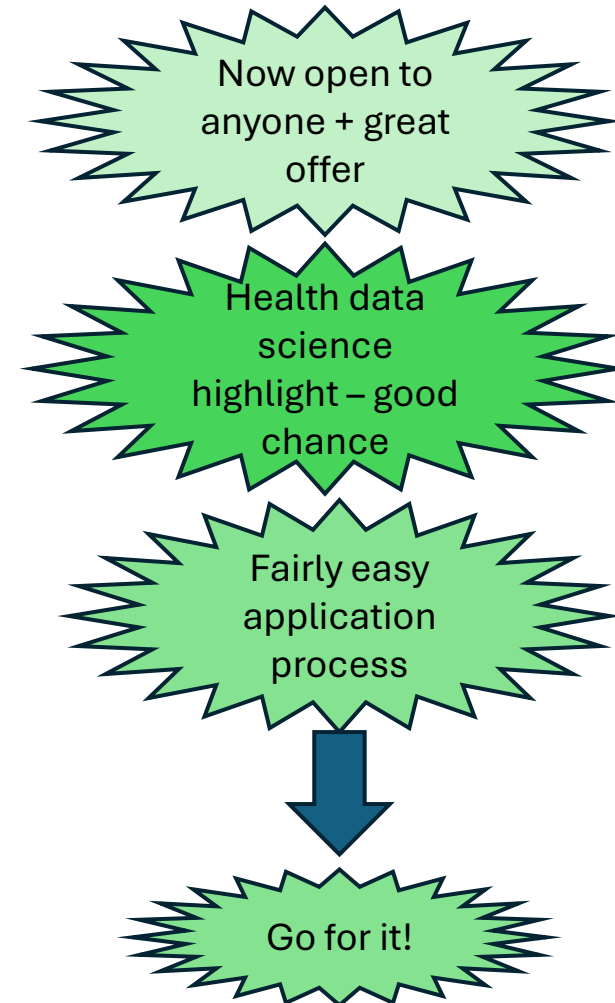 Now open to
anyone + great
offer
Health data
science
highlight – good
chance
Fairly easy
application
process
Go for it!